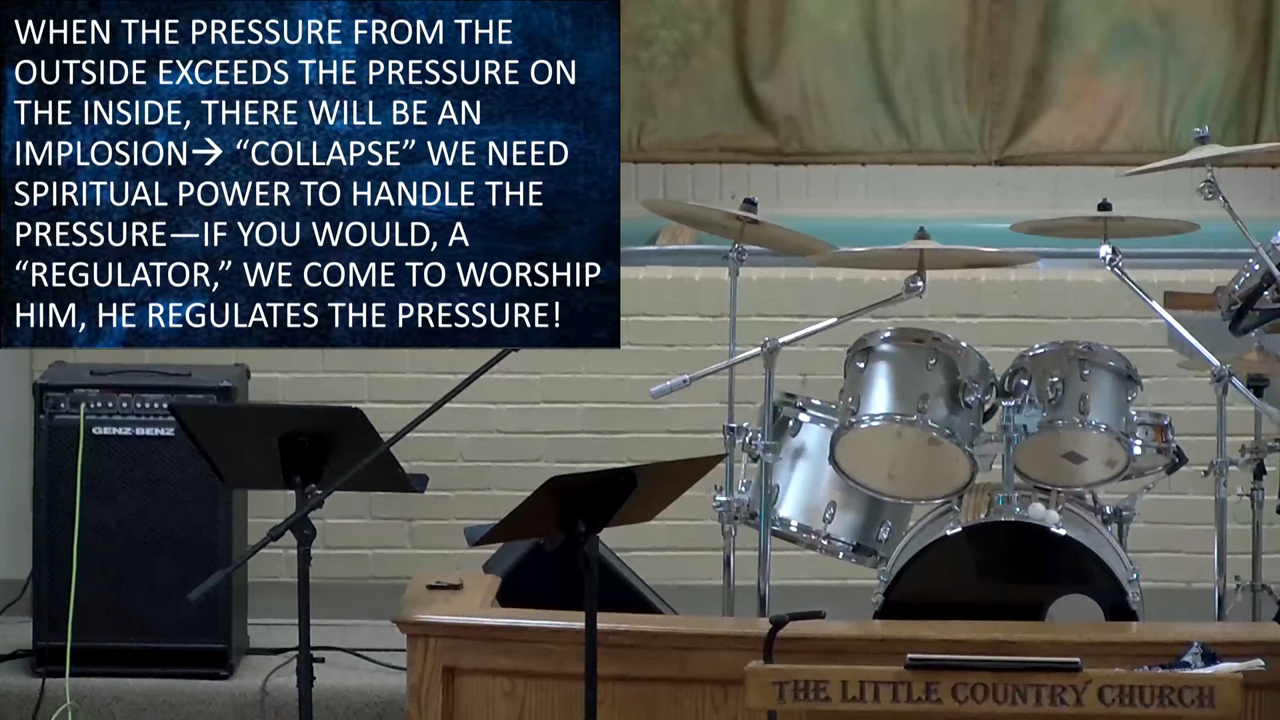 WHEN THE PRESSURE FROM THE
OUTSIDE EXCEEDS THE PRESSURE ON
THE INSIDE, THERE WILL BE AN
IMPLOSION→ “COLLAPSE” WE NEED
SPIRITUAL POWER TO HANDLE THE
PRESSURE—IF YOU WOULD, A
“REGULATOR,” WE COME TO WORSHIP
HIM, HE REGULATES THE PRESSURE!
GENZ·BENZ
THE LITTLE COUNTRY CHURCH